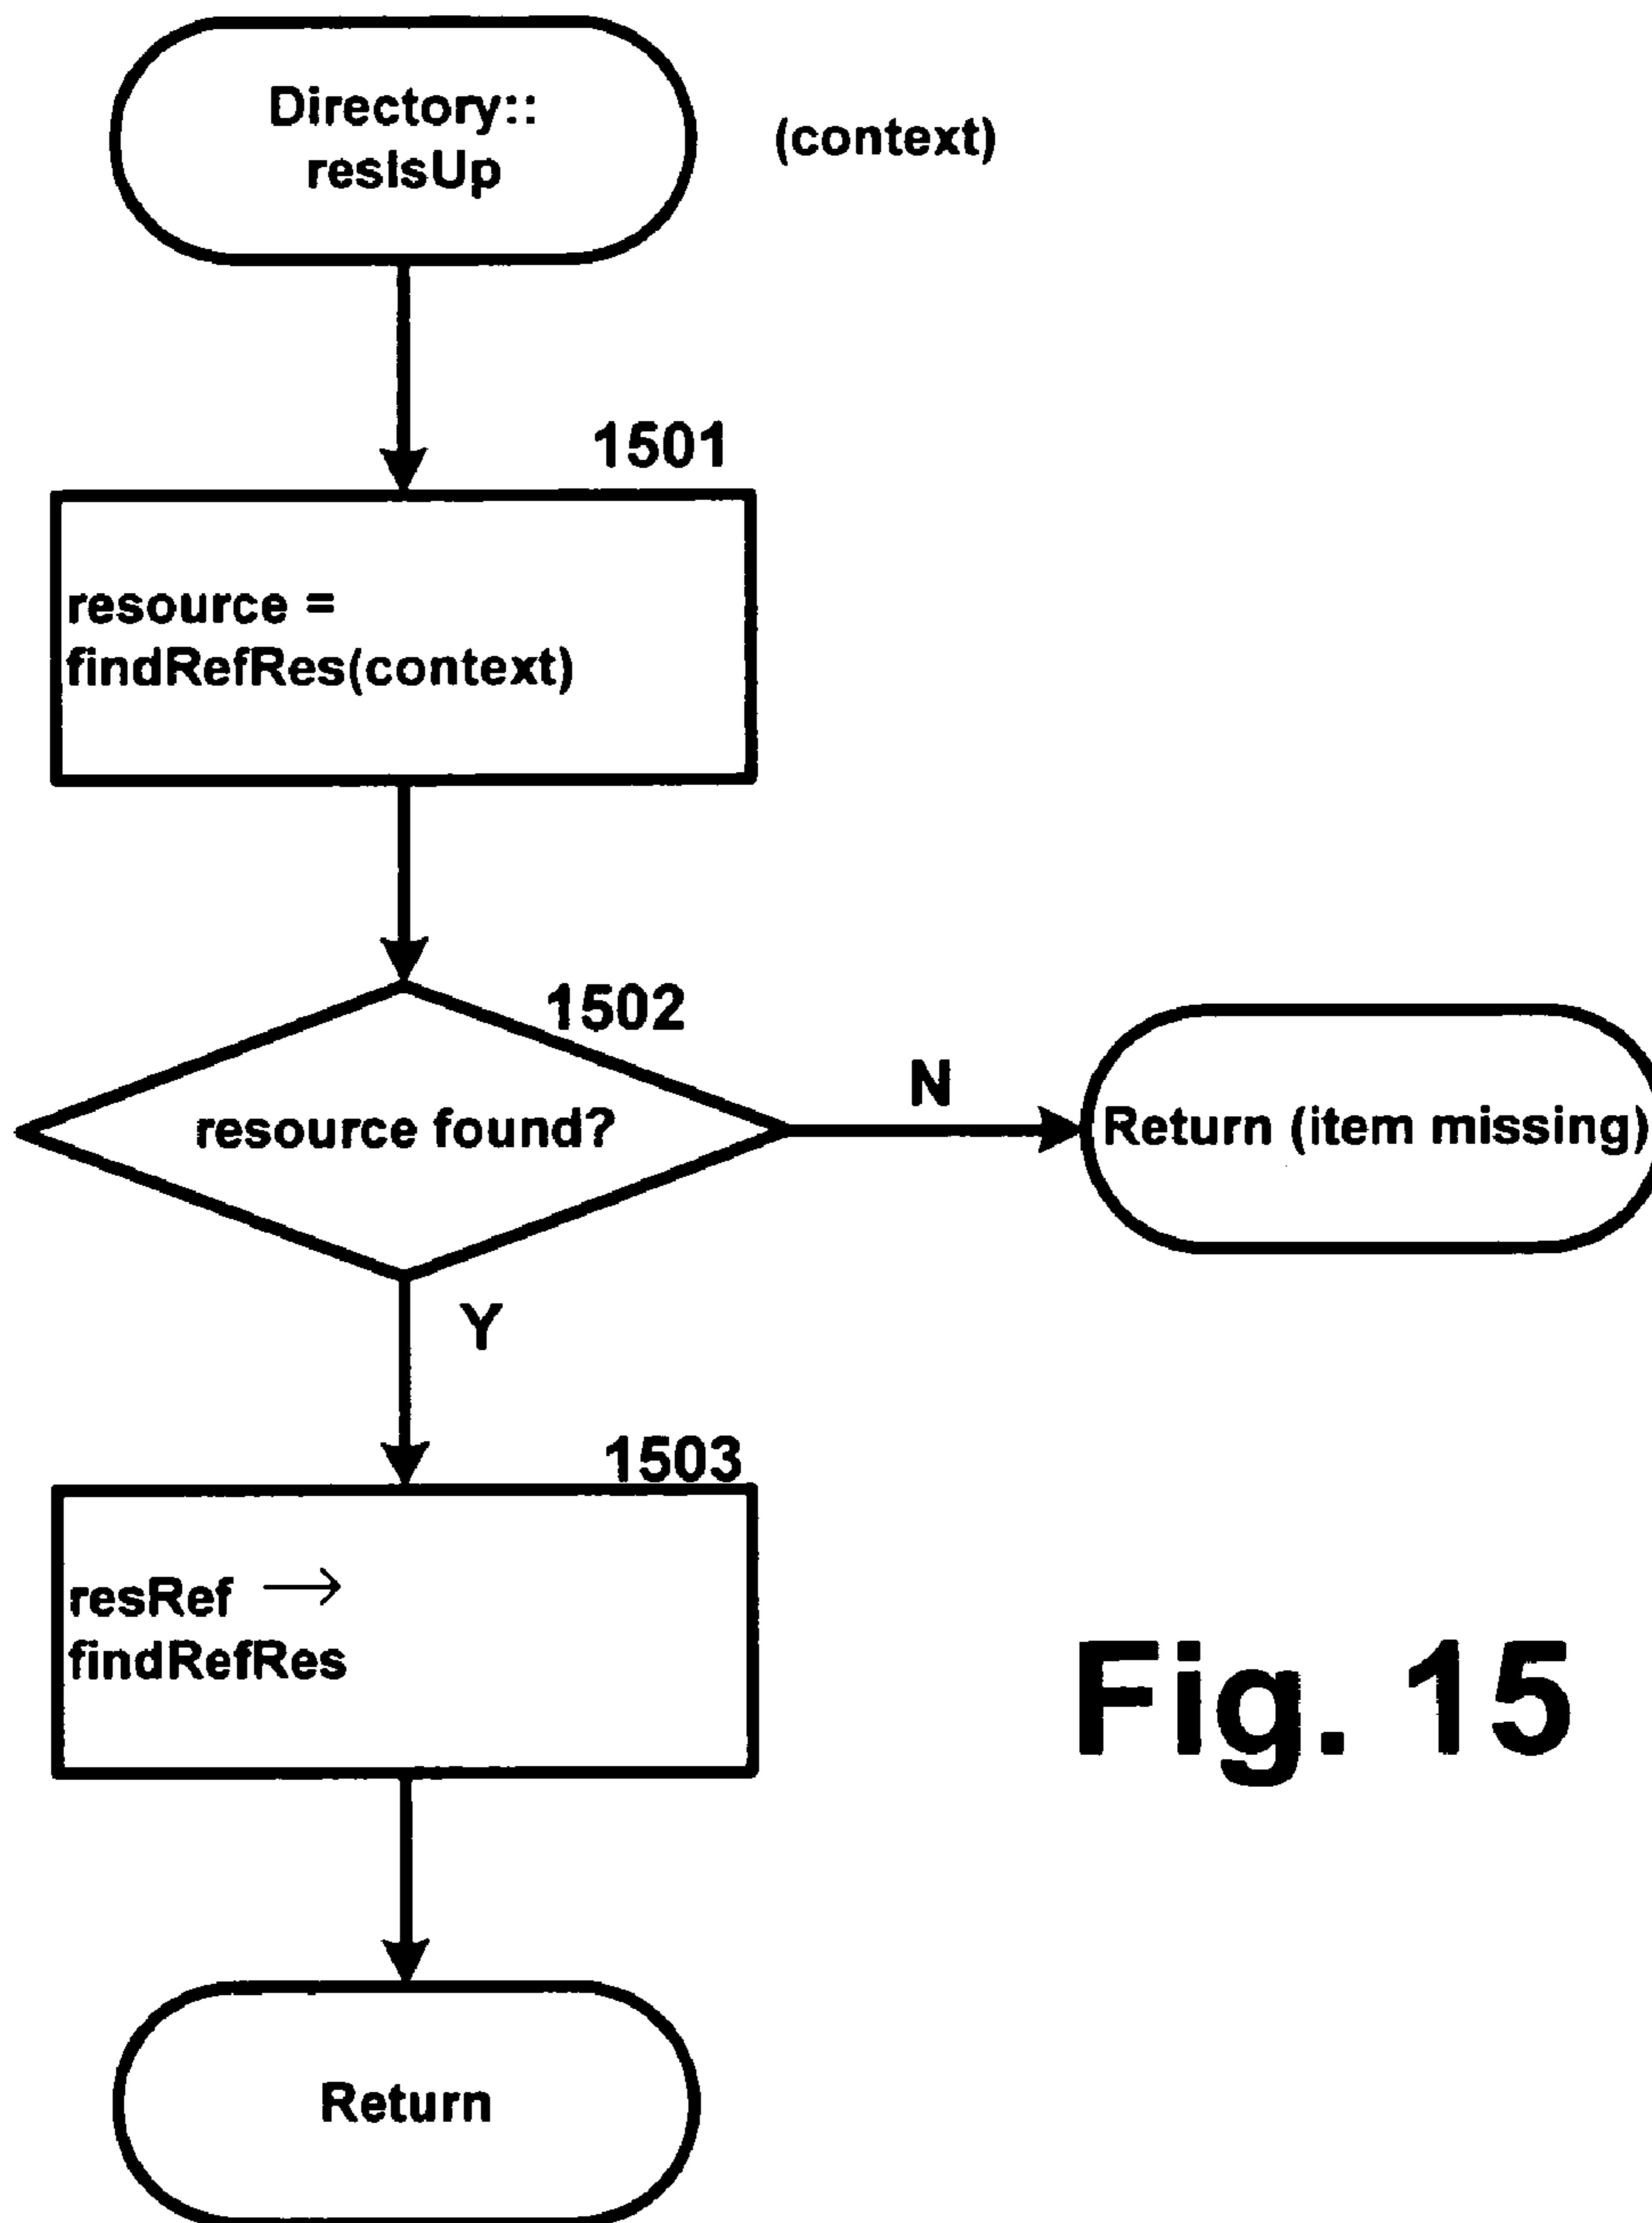 Directory::
resIsUp
(context)
1501
resource =
findRefRes(context)
1502
resource found?
N
Return (item missing)
Y
1503
resRef →
findRefRes
Fig. 15
Return